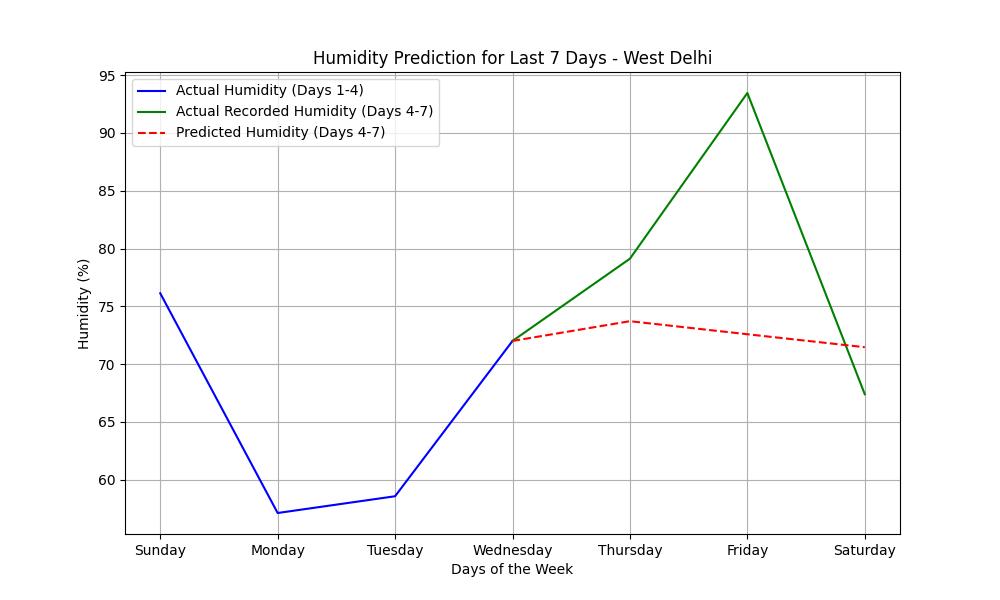 Humidity Prediction for Last 7 Days - West Delhi
Actual Humidity (Days 1-4)
Actual Recorded Humidity (Days 4-7)
Predicted Humidity (Days 4-7)
Humidity (%)
95
90
85
80
75
70
65
60
Sunday Monday Tuesday Wednesday Thursday Friday Saturday
Days of the Week